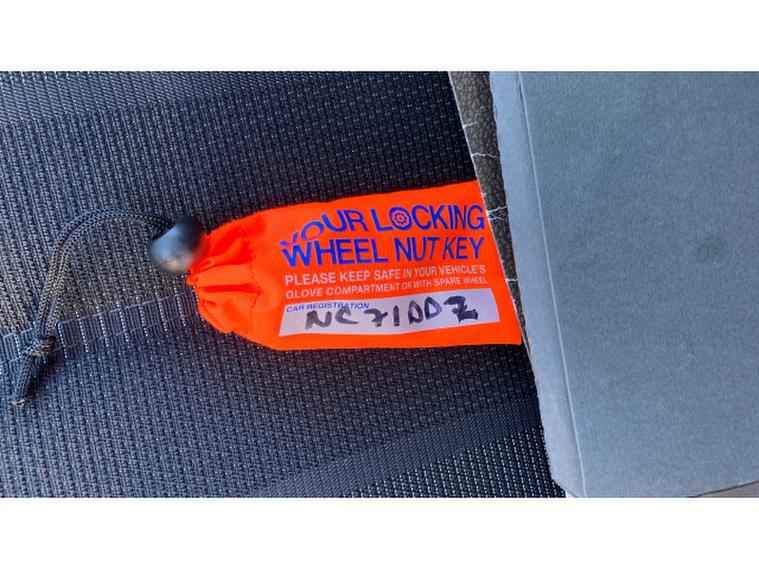 YOUR LOCKING
WHEEL NUT KEY
PLEASE KEEP SAFE IN YOUR VEHICLE'S
GLOVE COMPARTMENT OR WITH SPARE WHEEL
CAR REGISTRATION
NC71DDZ